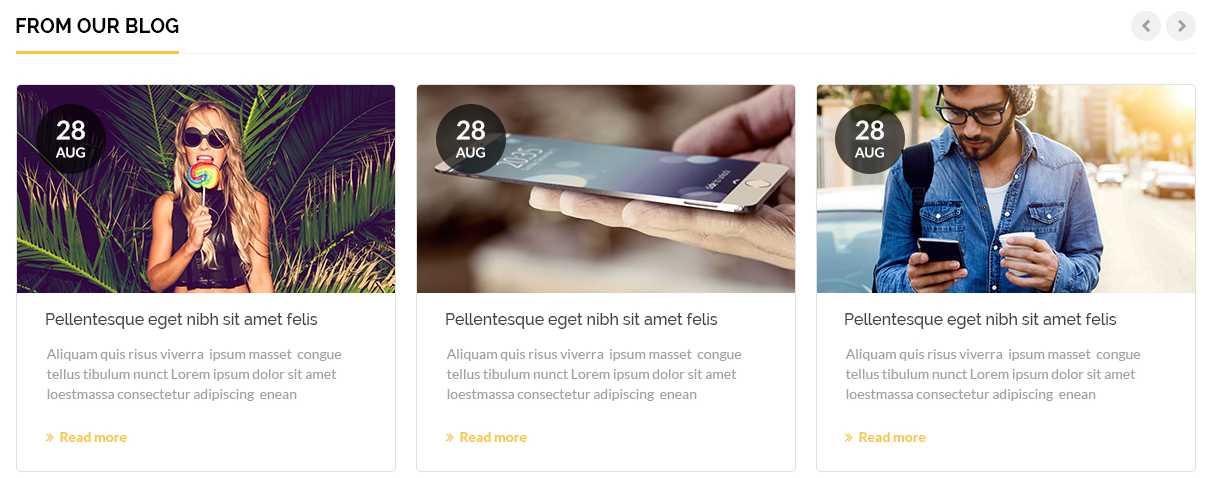 FROM OUR BLOG
28
AUG
28
AUG
20:35
28
AUG
Pellentesque eget nibh sit amet felis
Aliquam quis risus viverra ipsum masset congue
tellus tibulum nunct Lorem ipsum dolor sit amet
loestmassa consectetur adipiscing enean
» Read more
Pellentesque eget nibh sit amet felis
Aliquam quis risus viverra ipsum masset congue
tellus tibulum nunct Lorem ipsum dolor sit amet
loestmassa consectetur adipiscing enean
» Read more
Pellentesque eget nibh sit amet felis
Aliquam quis risus viverra ipsum masset congue
tellus tibulum nunct Lorem ipsum dolor sit amet
loestmassa consectetur adipiscing enean
» Read more